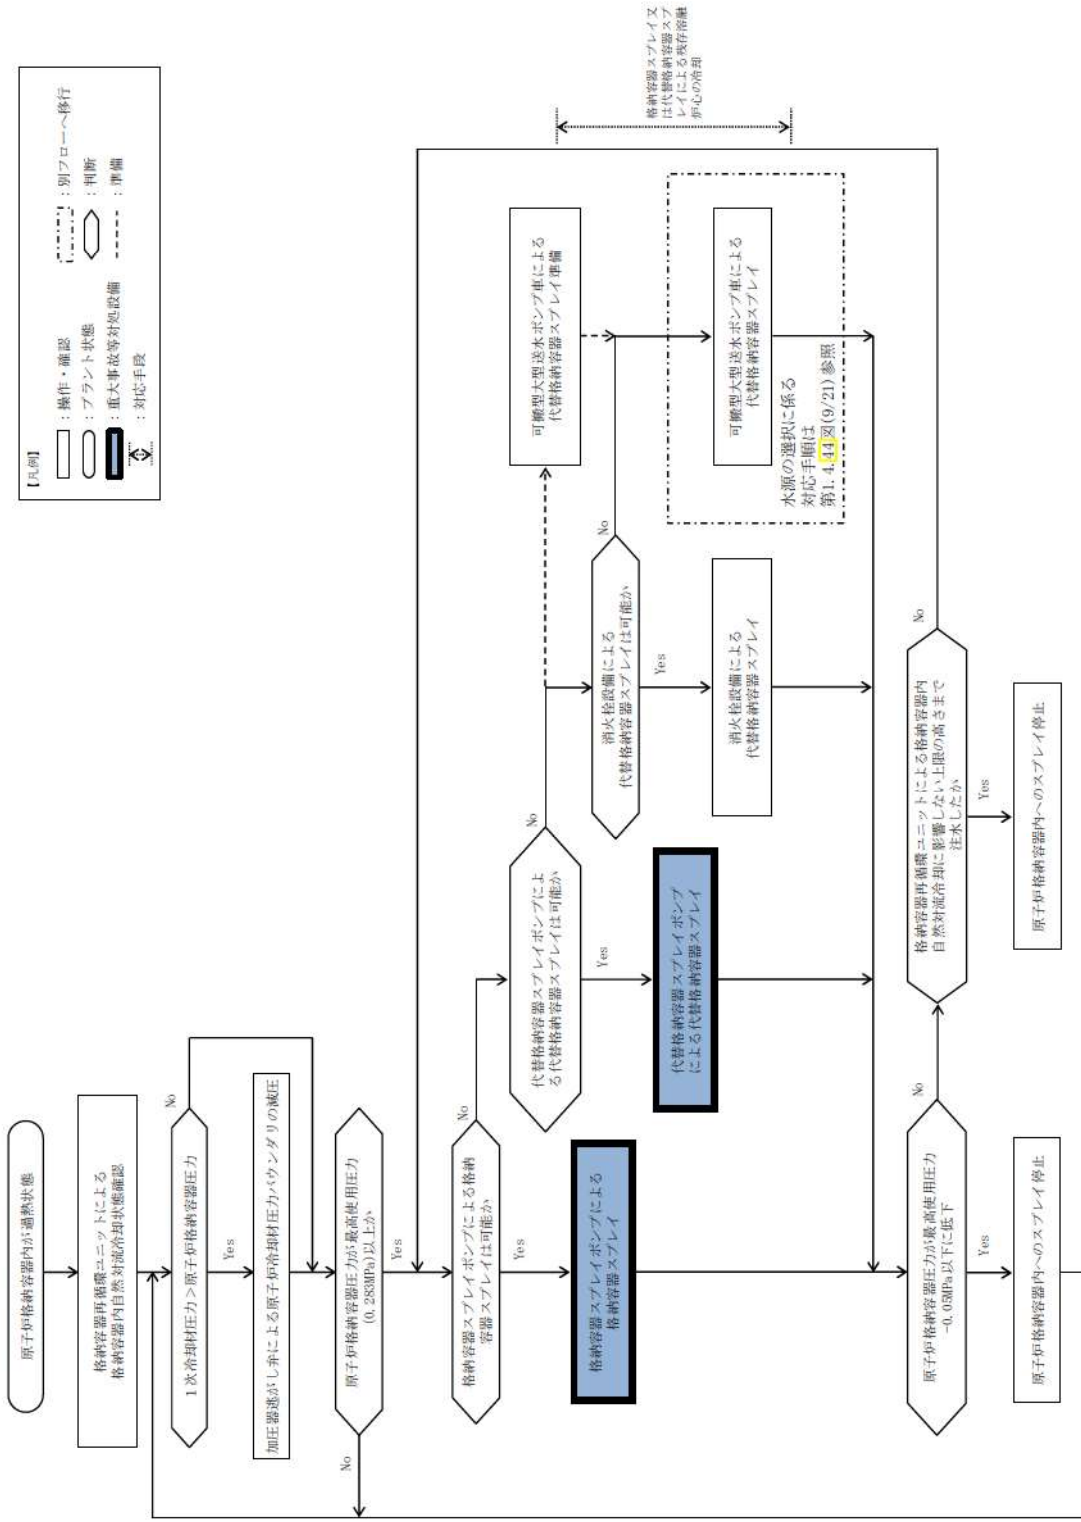 【凡例】
：操作・確認
：プラント状態
：重大事故等対処設備
：対応手段
：別フローへ移行
：判断
：準備
原子炉格納容器内が過熱状態
格納容器再循環ユニットによる
格納容器内自然対流冷却状態確認
1次冷却材圧力＞原子炉格納容器圧力
No
Yes
加圧器逃がし弁による原子炉冷却材圧力バウンダリの減圧
原子炉格納容器圧力が最高使用圧力
(0.283MPa)以上か
No
Yes
格納容器スプレイポンプによる格納
容器スプレイは可能か
No
Yes
格納容器スプレイポンプによる
格納容器スプレイ
代替格納容器スプレイポンプによ
る代替格納容器スプレイは可能か
No
Yes
代替格納容器スプレイポンプ
による代替格納容器スプレイ
消火栓設備による
代替格納容器スプレイは可能か
No
Yes
消火栓設備による
代替格納容器スプレイ
可搬型大型送水ポンプ車による
代替格納容器スプレイ準備
可搬型大型送水ポンプ車による
代替格納容器スプレイ
水源の選択に係る
対応手順は
第1.4.44図(9/21)参照
格納容器スプレイ又
は代替格納容器スプ
レイによる残存溶融
炉心の冷却
原子炉格納容器圧力が最高使用圧力
-0.05MPa以下に低下
No
Yes
原子炉格納容器内へのスプレイ停止
格納容器再循環ユニットによる格納容器内
自然対流冷却に影響しない上限の高さまで
注水したか
No
Yes
原子炉格納容器内へのスプレイ停止